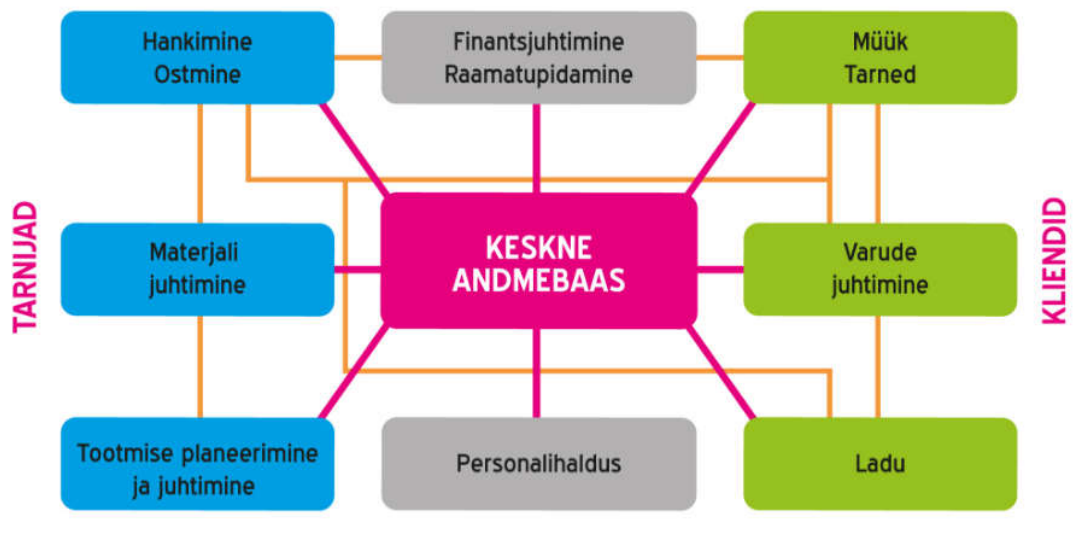 Hankimine
Ostmine
Finantsjuhtimine
Raamatupidamine
Müük
Tarned
TARNIJAD
Materjali
juhtimine
KESKNE
ANDMEBAAS
Varude
juhtimine
KLIENDID
Tootmise planeerimine
ja juhtimine
Personalihaldus
Ladu